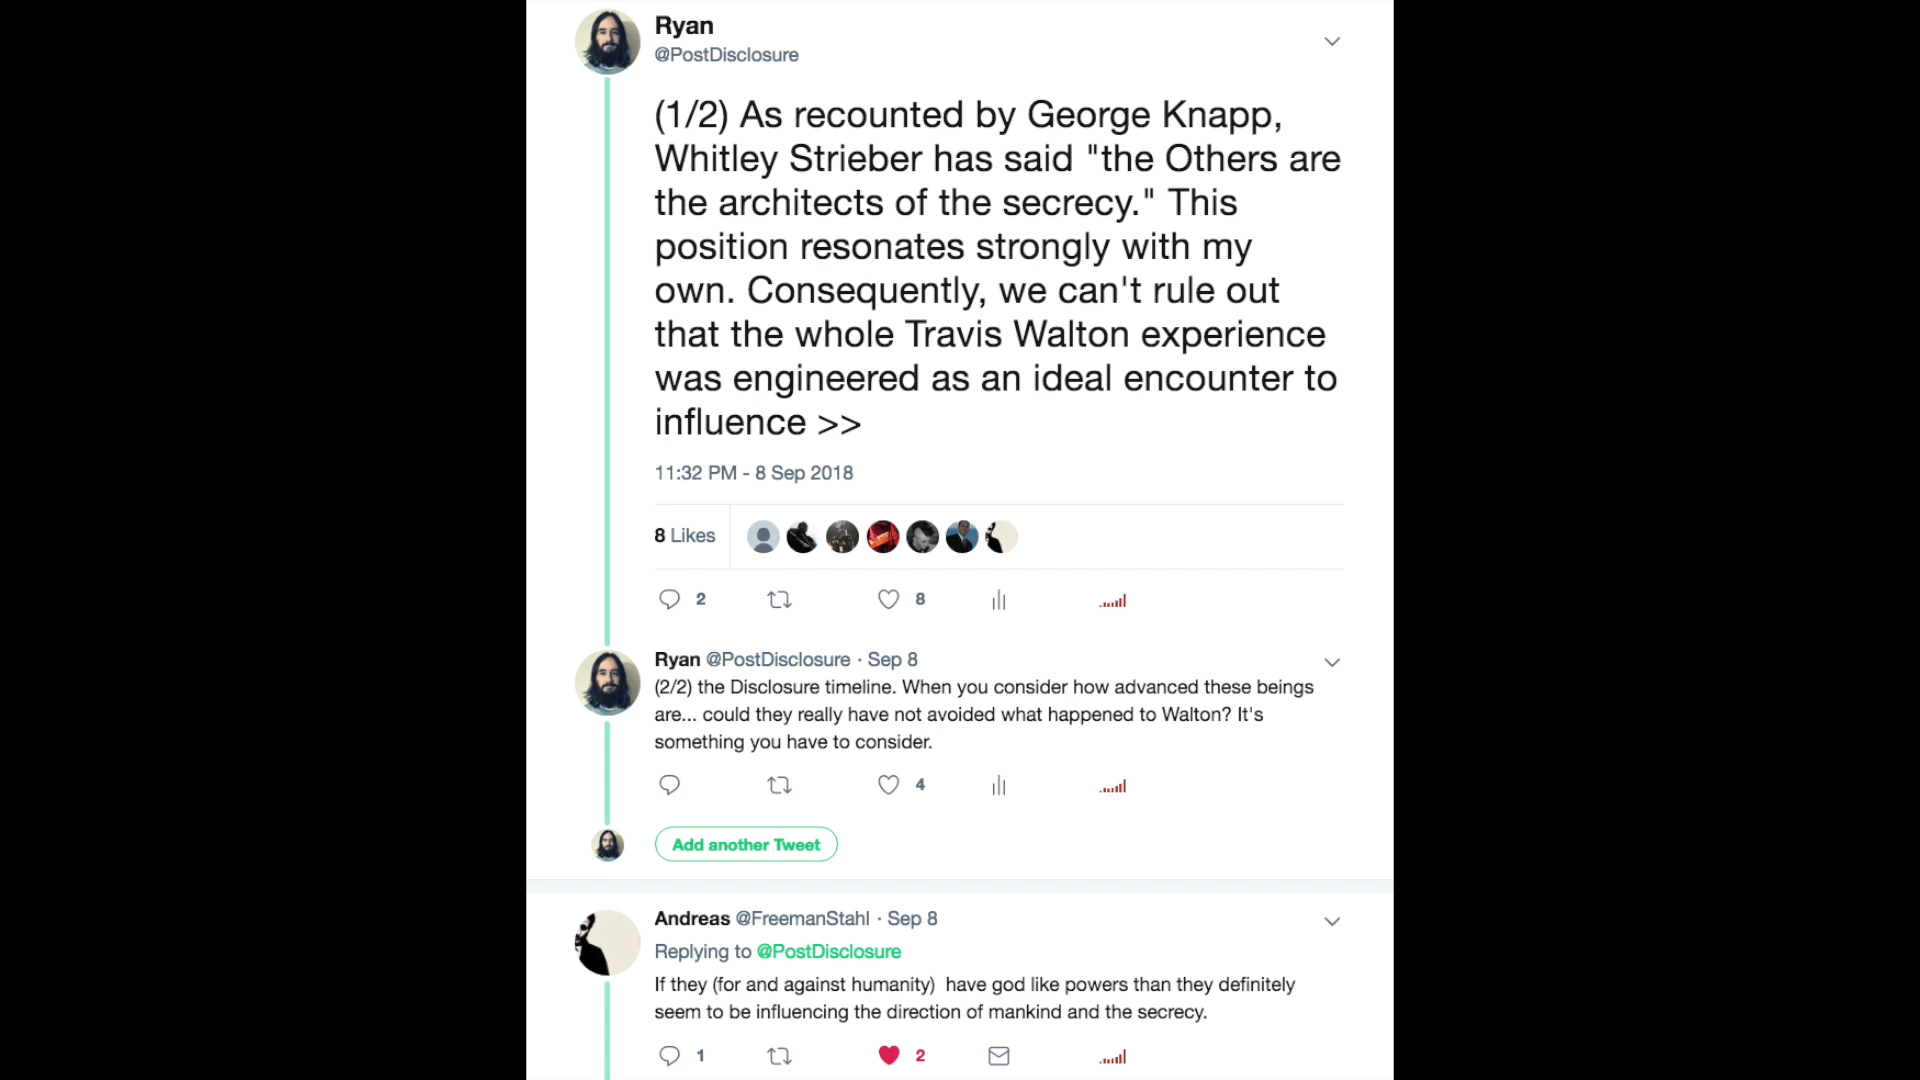 Ryan
@PostDisclosure
(1/2) As recounted by George Knapp,
Whitley Strieber has said "the Others are
the architects of the secrecy." This
position resonates strongly with my
own. Consequently, we can't rule out
that the whole Travis Walton experience
was engineered as an ideal encounter to
influence >>
11:32 PM - 8 Sep 2018
8 Likes
2 8
Ryan @PostDisclosure · Sep 8
(2/2) the Disclosure timeline. When you consider how advanced these beings
are... could they really have not avoided what happened to Walton? It's
something you have to consider.
4
Add another Tweet
Andreas @FreemanStahl · Sep 8
Replying to @PostDisclosure
If they (for and against humanity)  have god like powers than they definitely
seem to be influencing the direction of mankind and the secrecy.
1 2